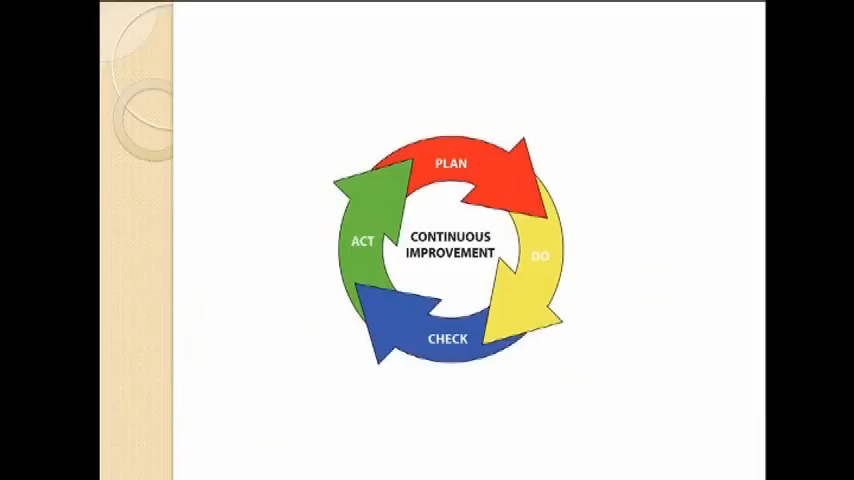 PLAN
ACT
CONTINUOUS
IMPROVEMENT
DO
CHECK